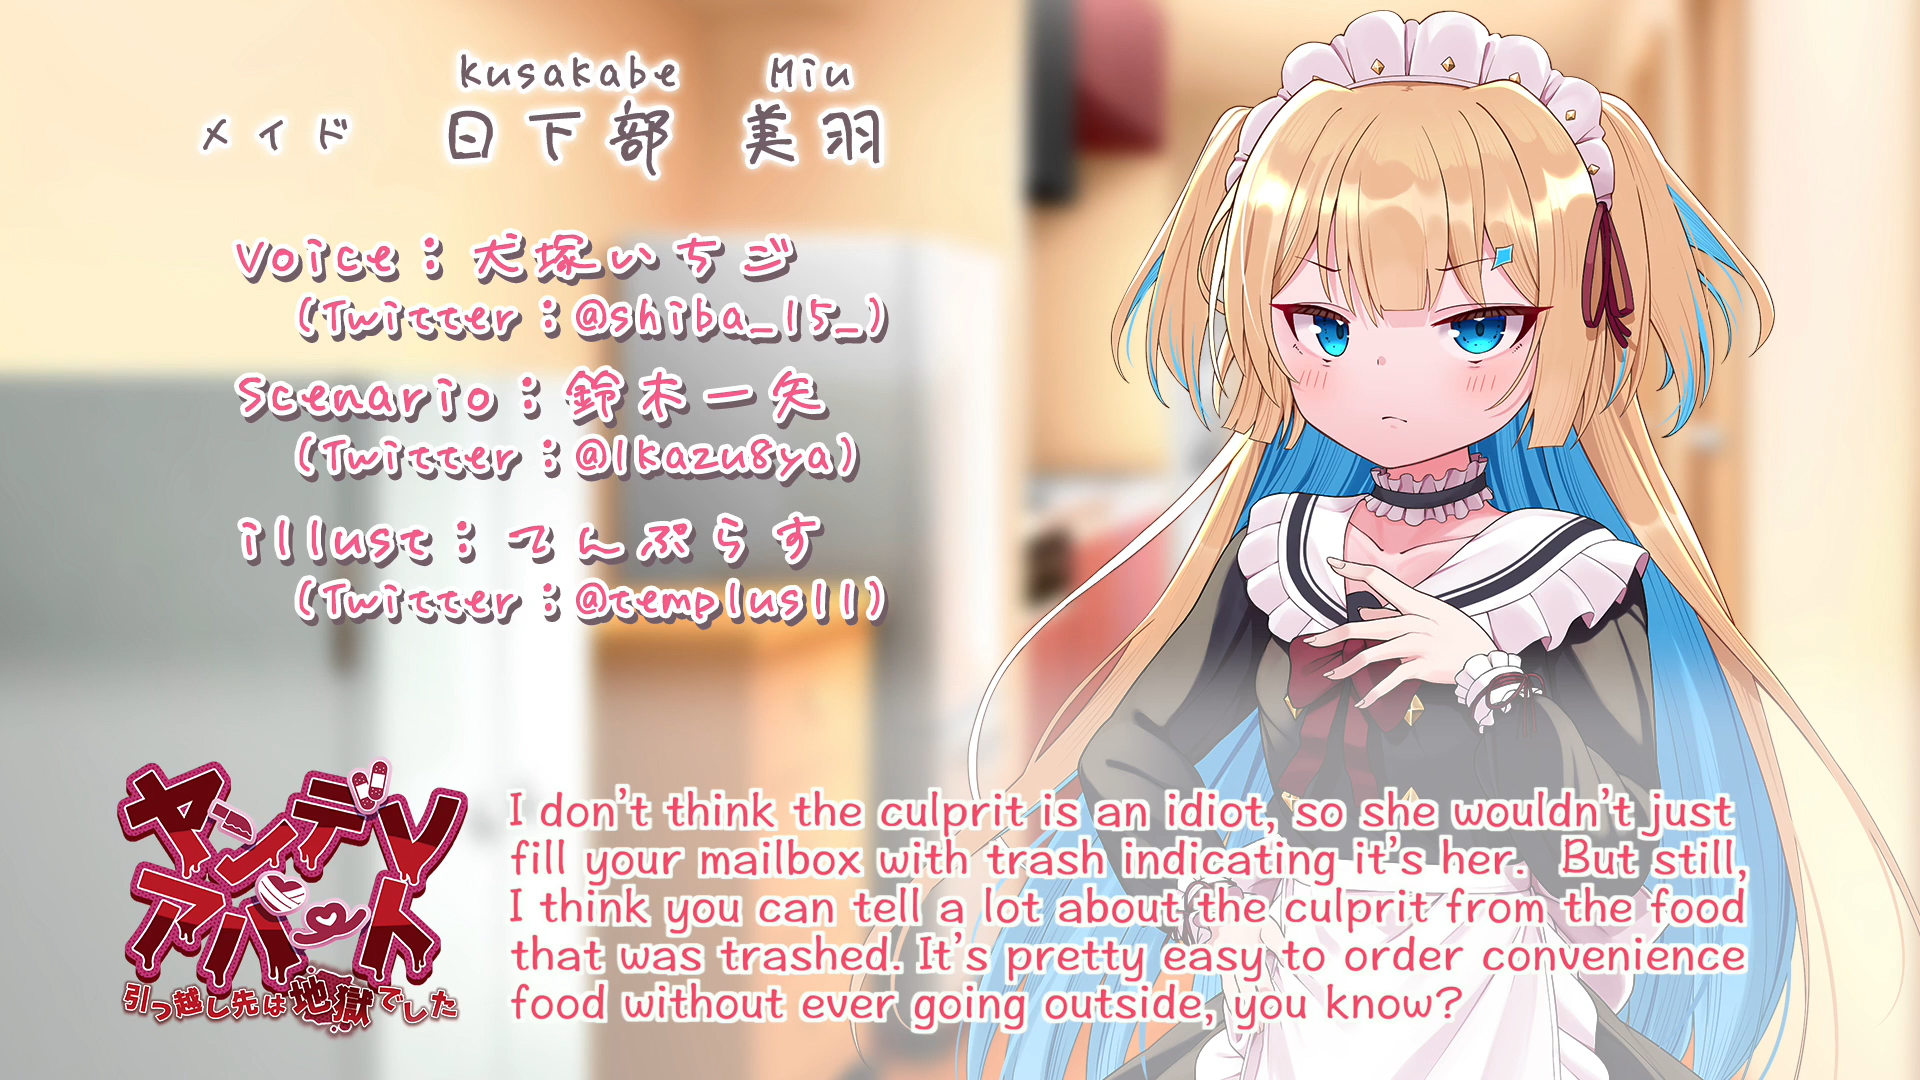 Kusakabe Miu
メイド 日下部 美羽
Voice：犬塚いちご
(Twitter：@shiba_15_)
Scenario：鈴木一矢
(Twitter：@1kazu8ya)
illust：てんぷらす
(Twitter：@templus11)
ヤンデレ
アパート
引っ越し先は地獄でした
I don't think the culprit is an idiot, so she wouldn't just
fill your mailbox with trash indicating it's her. But still,
I think you can tell a lot about the culprit from the food
that was trashed. It's pretty easy to order convenience
food without ever going outside, you know?